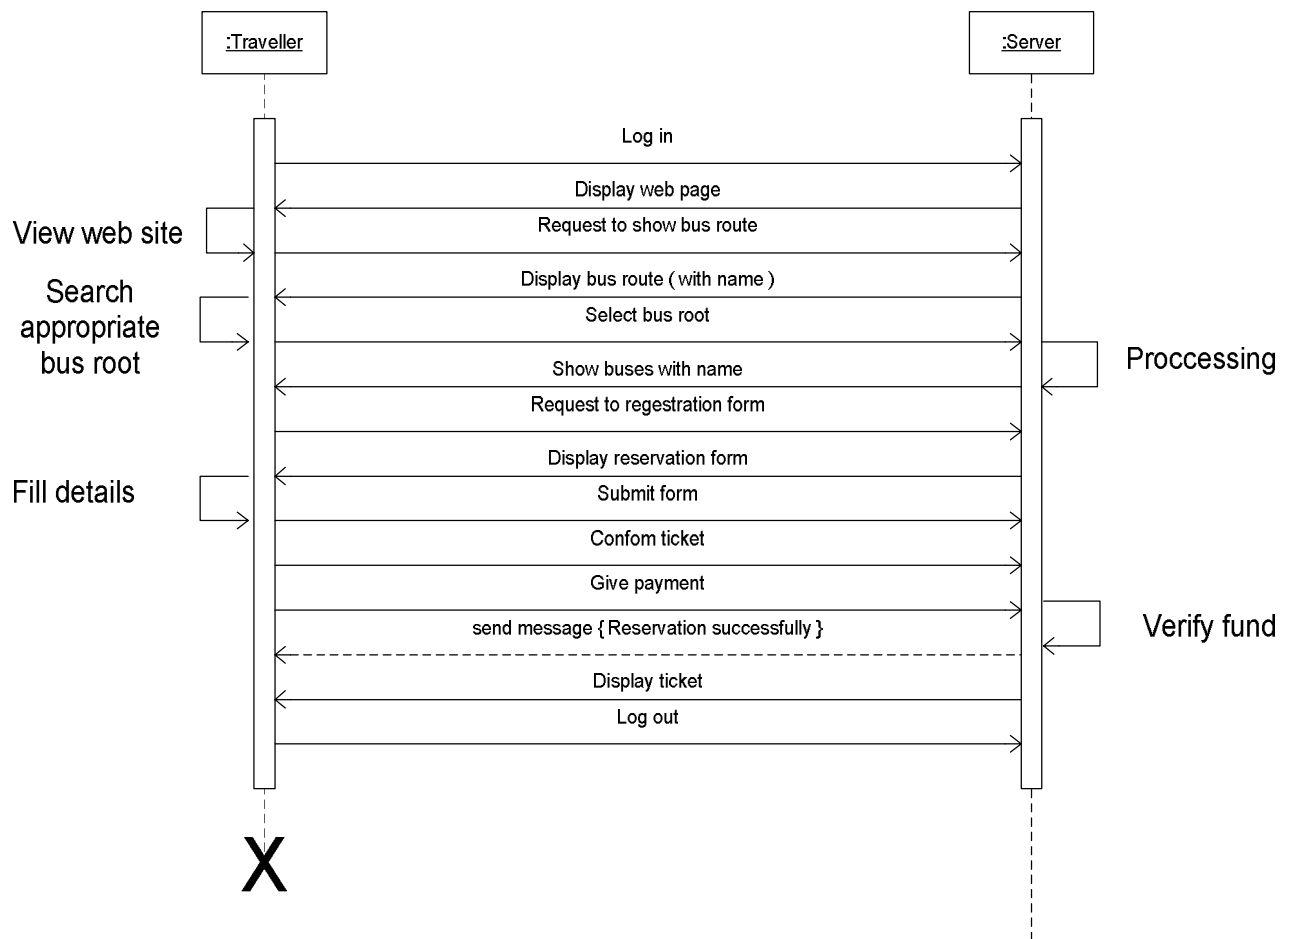 :Traveller
:Server
Log in
Display web page
View web site
Request to show bus route
Display bus route ( with name )
Search
appropriate
bus root
Select bus root
Proccessing
Show buses with name
Request to regestration form
Display reservation form
Fill details
Submit form
Confom ticket
Give payment
Verify fund
send message { Reservation successfully }
Display ticket
Log out
X